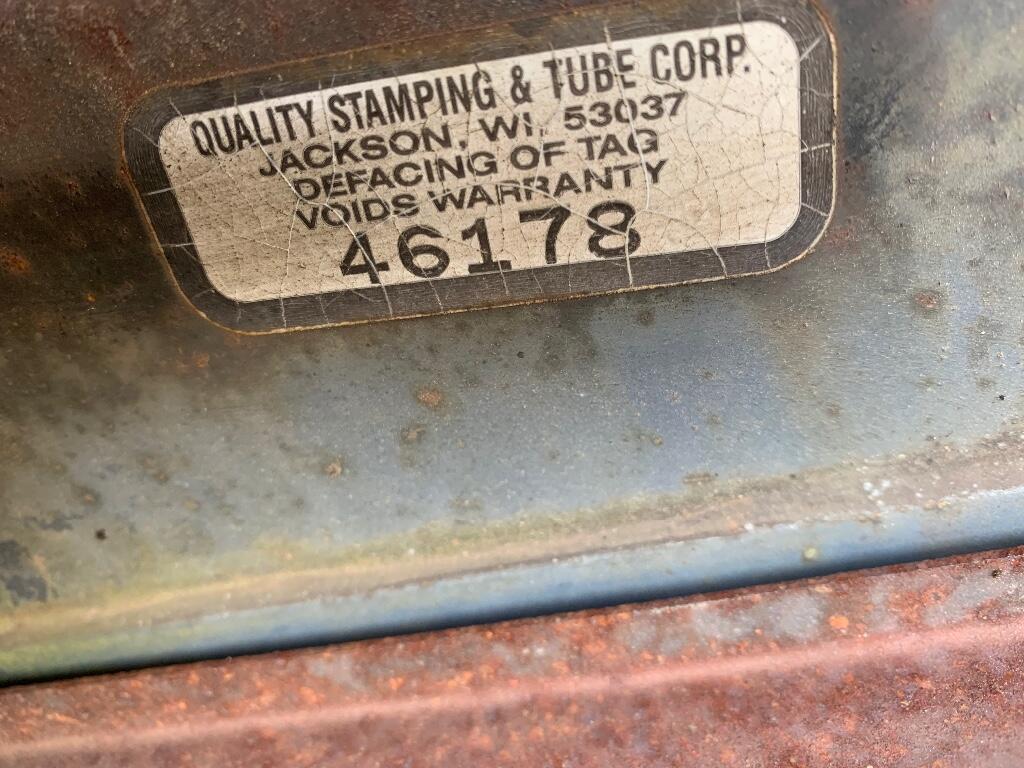 QUALITY STAMPING & TUBE CORP.
JACKSON, WI. 53037
DEFACING OF TAG
VOIDS WARRANTY
46178